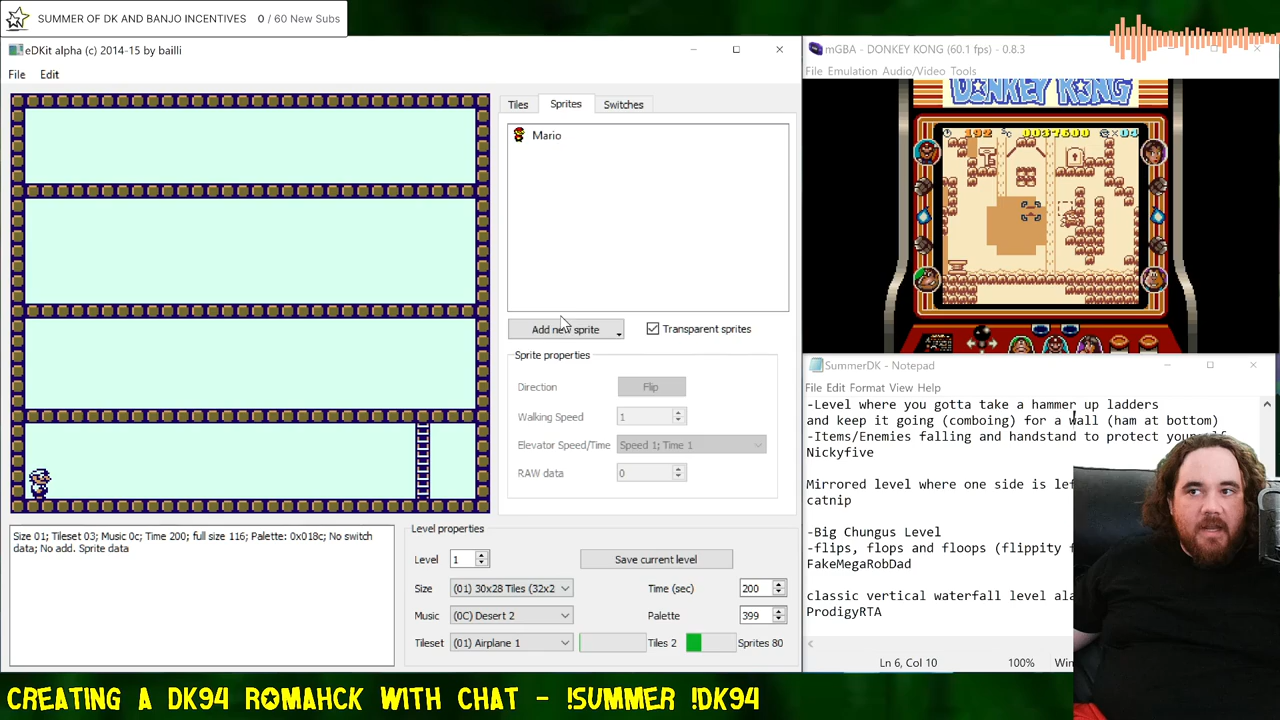 SUMMER OF DK AND BANJO INCENTIVES 0 / 60 New Subs
eDKit alpha (c) 2014-15 by bailli
File Edit
Tiles Sprites Switches
Mario
Add new sprite
Transparent sprites
Sprite properties
Direction Flip
Walking Speed 1
Elevator Speed/Time Speed 1; Time 1
RAW data 0
Size 01; Tileset 03; Music 0c; Time 200; full size 116; Palette: 0x018c; No switch
data; No add. Sprite data
Level properties
Level 1 Save current level
Size (01) 30x28 Tiles (32x2 Time (sec) 200
Music (0C) Desert 2 Palette 399
Tileset (01) Airplane 1 Tiles 2 Sprites 80
mGBA - DONKEY KONG (60.1 fps) - 0.8.3
File Emulation Audio/Video Tools
DONKEY KONG
192 0037600 04
SummerDK - Notepad
File Edit Format View Help
-Level where you gotta take a hammer up ladders
and keep it going (comboing) for a wall (ham at bottom)
-Items/Enemies falling and handstand to protect yourself
Nickyfive
Mirrored level where one side is
catnip
-Big Chungus Level
-flips, flops and floops (flippity
FakeMegaRobDad
classic vertical waterfall level
ProdigyRTA
Ln 6, Col 10 100%
CREATING A DK94 ROMAHCK WITH CHAT - !SUMMER !DK94